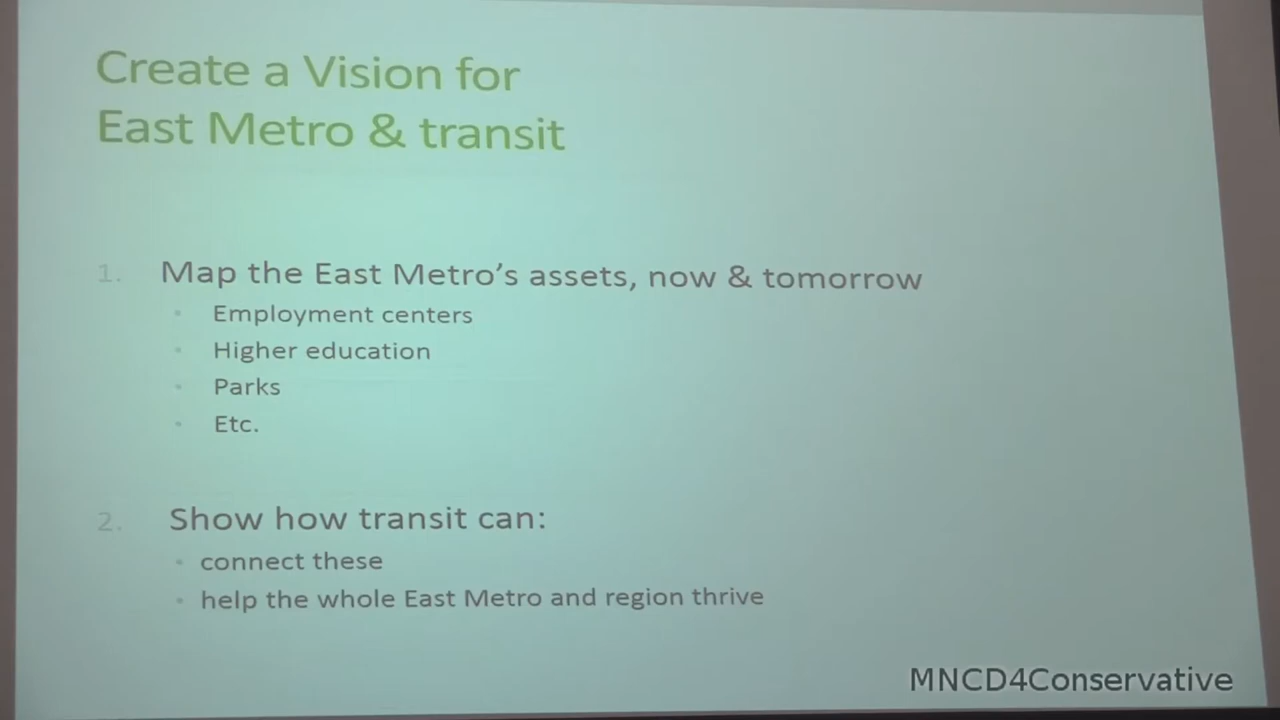 Create a Vision for
East Metro & transit
1. Map the East Metro's assets, now & tomorrow
• Employment centers
• Higher education
• Parks
• Etc.
2. Show how transit can:
• connect these
• help the whole East Metro and region thrive
MNCD4Conservative